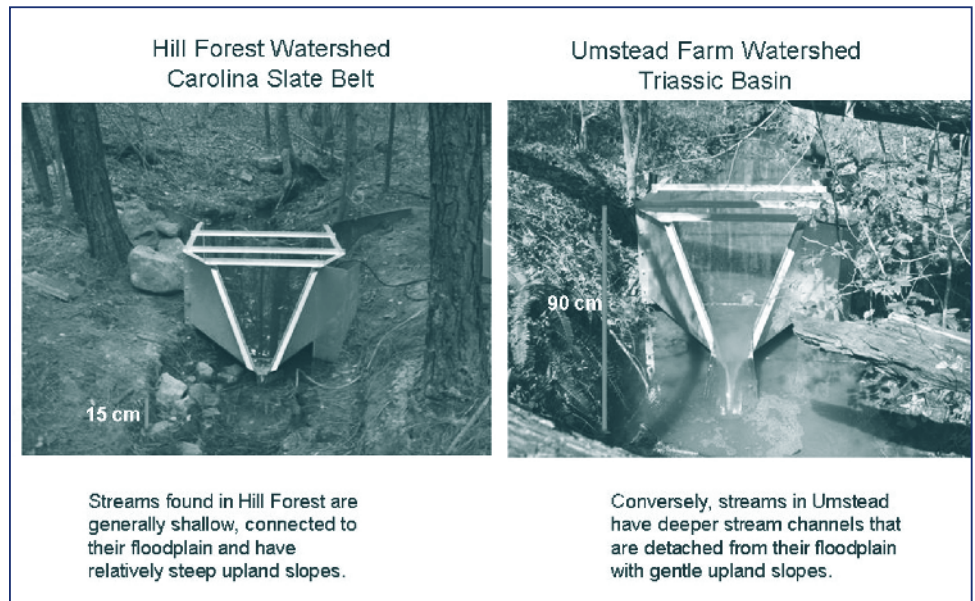 Hill Forest Watershed
Carolina Slate Belt
Umstead Farm Watershed
Triassic Basin
15 cm
90 cm
Streams found in Hill Forest are
generally shallow, connected to
their floodplain and have
relatively steep upland slopes.
Conversely, streams in Umstead
have deeper stream channels that
are detached from their floodplain
with gentle upland slopes.